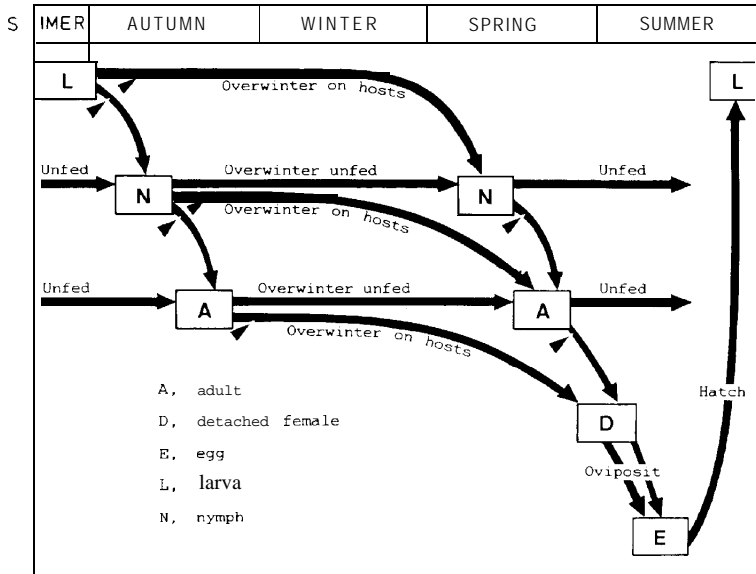 S IMER AUTUMN WINTER SPRING SUMMER
L L
Overwinter on hosts
Unfed Overwinter unfed Unfed
N N
Overwinter on hosts
Unfed Overwinter unfed Unfed
A A
Overwinter on hosts
A, adult
Hatch
D, detached female
D
E, egg
Oviposit
L, larva
N, nymph
E